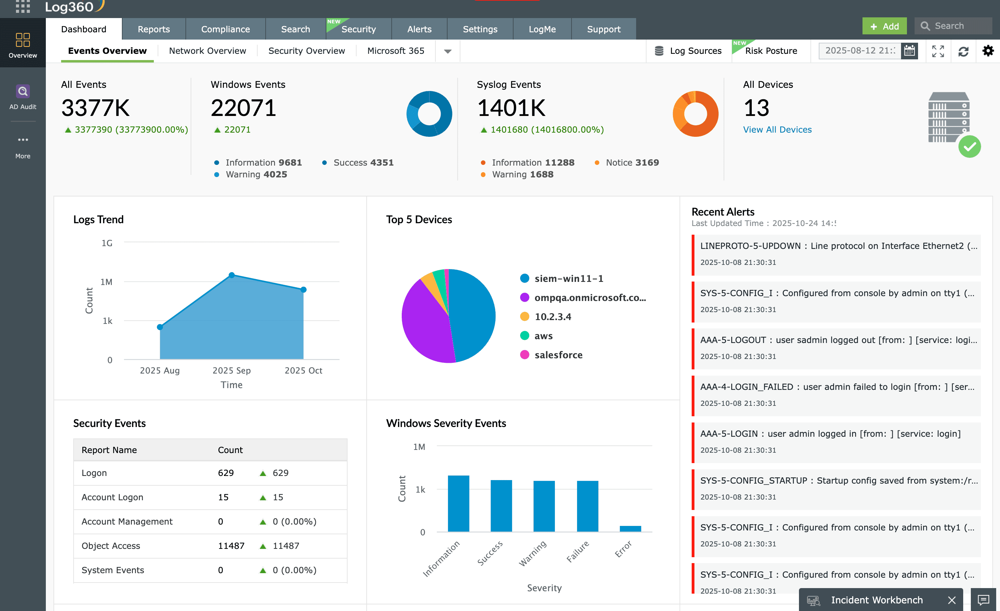 Log360
Dashboard
Reports
Compliance
Search
NEW
Security
Alerts
Settings
LogMe
Support
+ Add
Search
Overview
AD Audit
More
Events Overview
Network Overview
Security Overview
Microsoft 365
Log Sources
NEW
Risk Posture
2025-08-12 21:
All Events
3377K
3377390 (33773900.00%)
Windows Events
22071
22071
Information 9681
Success 4351
Warning 4025
Syslog Events
1401K
1401680 (14016800.00%)
Information 11288
Notice 3169
Warning 1688
All Devices
13
View All Devices
Logs Trend
1G
1M
1k
0
Count
2025 Aug
2025 Sep
2025 Oct
Time
Top 5 Devices
siem-win11-1
ompqa.onmicrosoft.co...
10.2.3.4
aws
salesforce
Security Events
Report Name Count
Logon 629 629
Account Logon 15 15
Account Management 0 0 (0.00%)
Object Access 11487 11487
System Events 0 0 (0.00%)
Windows Severity Events
1M
1k
0
Count
Information
Success
Warning
Failure
Error
Severity
Recent Alerts
Last Updated Time : 2025-10-24 14:5
LINEPROTO-5-UPDOWN : Line protocol on Interface Ethernet2 (...
2025-10-08 21:30:31
SYS-5-CONFIG_I : Configured from console by admin on tty1 (...
2025-10-08 21:30:31
AAA-5-LOGOUT : user sadmin logged out [from: ] [service: logi...
2025-10-08 21:30:31
AAA-4-LOGIN_FAILED : user admin failed to login [from: ] [ser...
2025-10-08 21:30:31
AAA-5-LOGIN : user admin logged in [from: ] [service: login]
2025-10-08 21:30:31
SYS-5-CONFIG_STARTUP : Startup config saved from system:/r...
2025-10-08 21:30:31
SYS-5-CONFIG_I : Configured from console by admin on tty1 (...
2025-10-08 21:30:31
SYS-5-CONFIG_I : Configured from console by admin on tty1 (...
2025-10-08 21:30:31
Incident Workbench